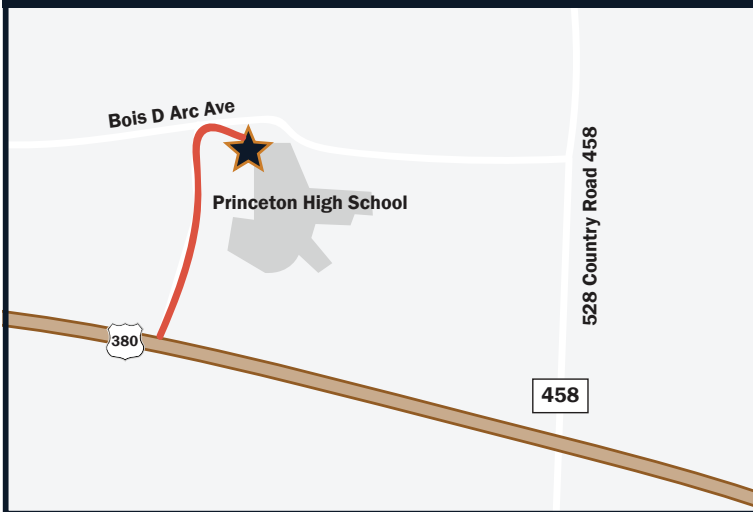 Bois D Arc Ave
Princeton High School
528 Country Road 458
380
458